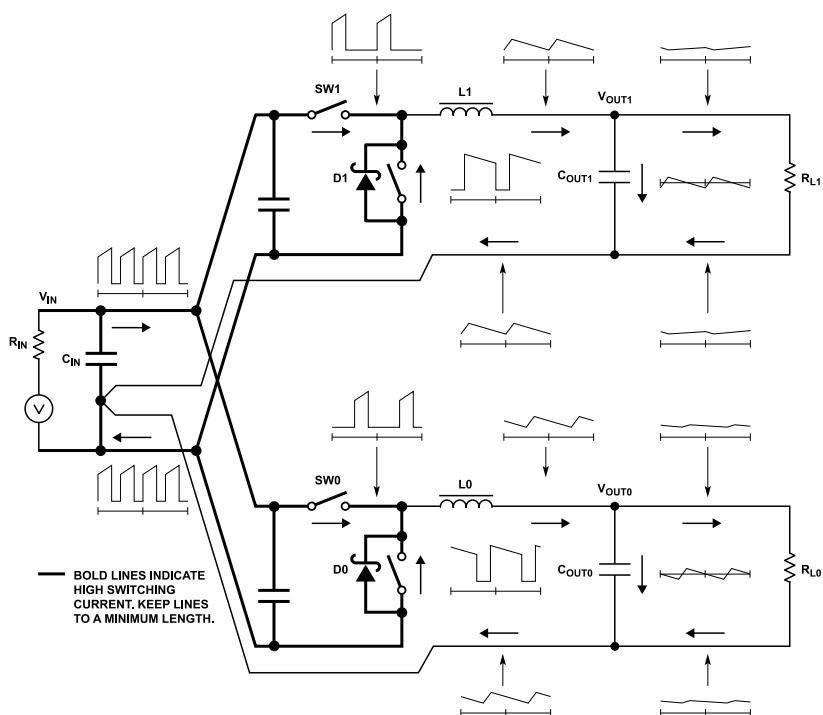 SW1
L1
VOUT1
D1
COUT1
RL1
VIN
RIN
CIN
V
SW0
L0
VOUT0
D0
COUT0
RL0
BOLD LINES INDICATE
HIGH SWITCHING
CURRENT. KEEP LINES
TO A MINIMUM LENGTH.